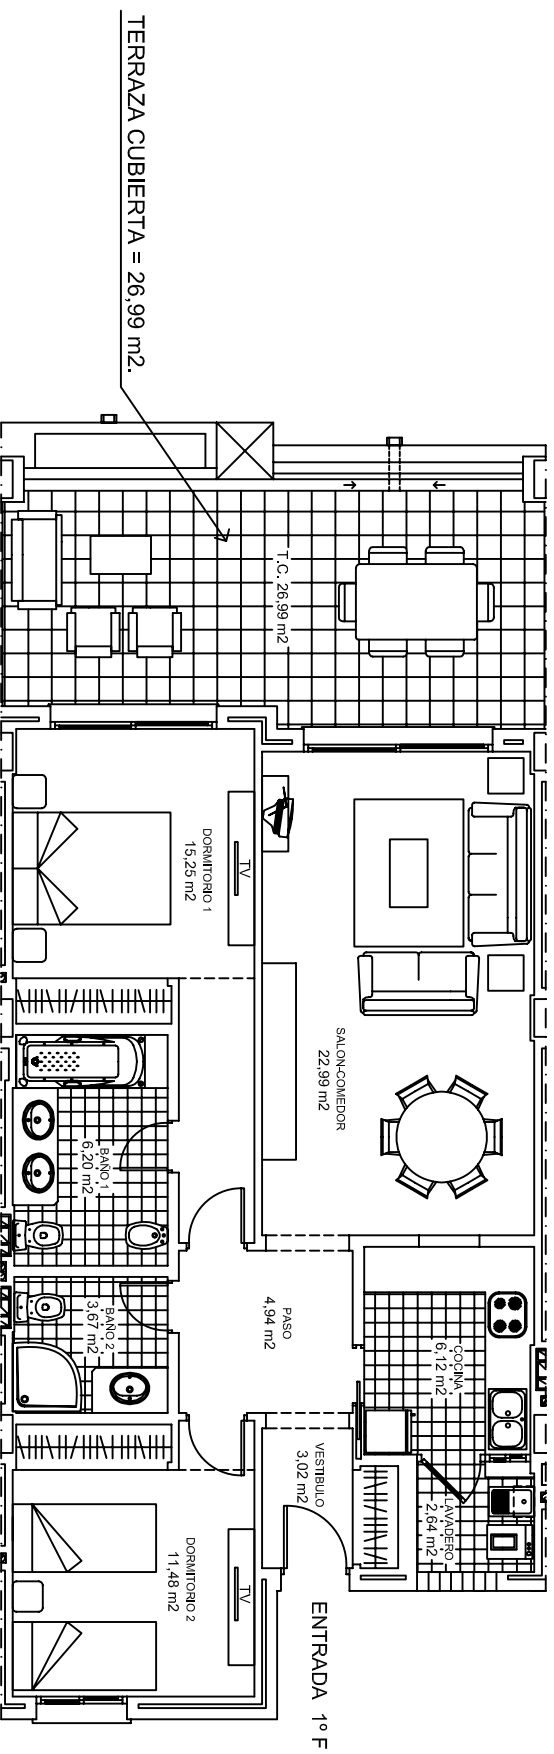 TERRAZA CUBIERTA = 26,99 m2.
T.C. 26,99 m2
TV
DORMITORIO 1
15,25 m2
SALON-COMEDOR
22,99 m2
BAÑO 1
6,20 m2
BAÑO 2
3,67 m2
PASO
4,94 m2
COCINA
6,12 m2
VESTIBULO
3,02 m2
LAVADERO
2,64 m2
TV
DORMITORIO 2
11,48 m2
ENTRADA 1º F